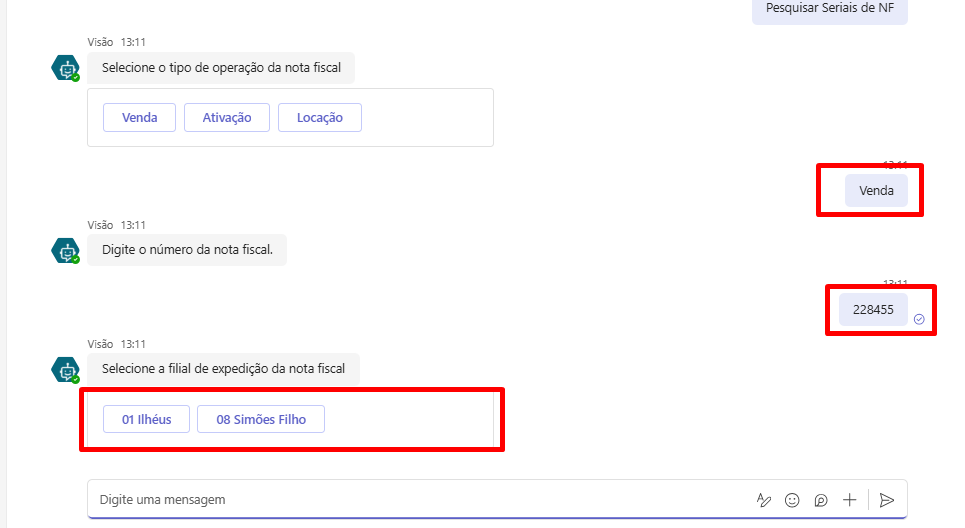 Pesquisar Seriais de NF
Visão 13:11
Selecione o tipo de operação da nota fiscal
Venda Ativação Locação
13:11
Venda
Visão 13:11
Digite o número da nota fiscal.
13:11
228455
Visão 13:11
Selecione a filial de expedição da nota fiscal
01 Ilhéus 08 Simões Filho
Digite uma mensagem